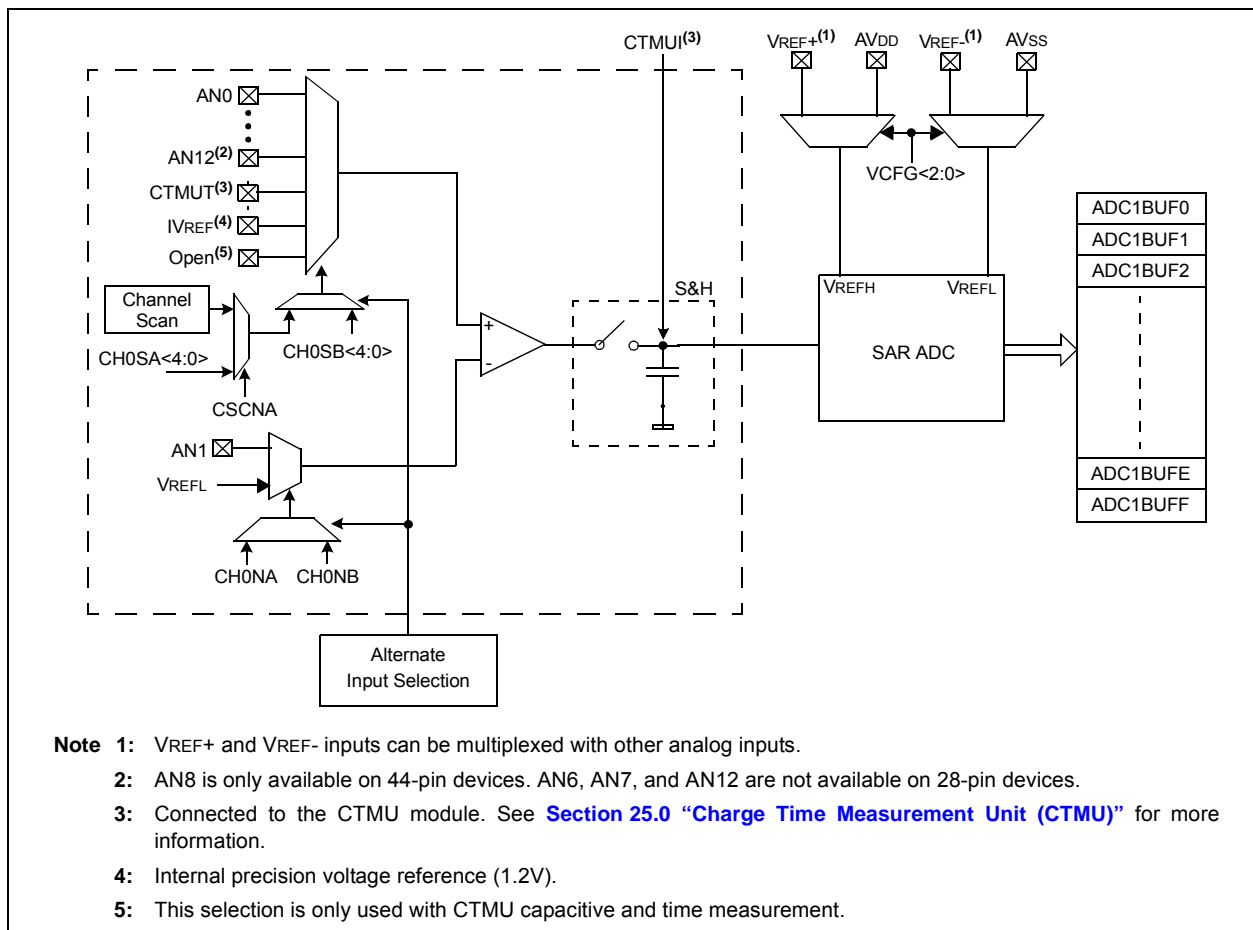 CTMUI(3)
VREF+(1) AVDD VREF-(1) AVSS
AN0
AN12(2)
CTMUT(3)
IVREF(4)
Open(5)
VCFG<2:0>
ADC1BUF0
ADC1BUF1
ADC1BUF2
Channel
Scan
S&H
VREFH VREFL
CH0SA<4:0>
CH0SB<4:0>
+
-
SAR ADC
CSCNA
AN1
VREFL
ADC1BUFE
ADC1BUFF
CH0NA CH0NB
Alternate
Input Selection
Note 1: VREF+ and VREF- inputs can be multiplexed with other analog inputs.
2: AN8 is only available on 44-pin devices. AN6, AN7, and AN12 are not available on 28-pin devices.
3: Connected to the CTMU module. See Section 25.0 “Charge Time Measurement Unit (CTMU)” for more
information.
4: Internal precision voltage reference (1.2V).
5: This selection is only used with CTMU capacitive and time measurement.